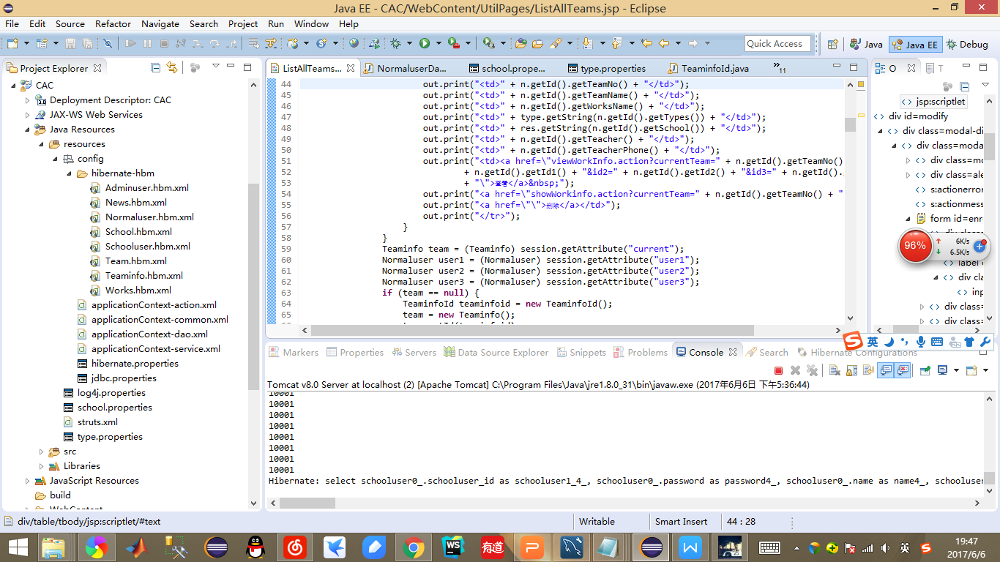 Java EE - CAC/WebContent/UtilPages/ListAllTeams.jsp - Eclipse
File Edit Source Refactor Navigate Search Project Run Window Help
Quick Access Java Java EE Debug
Project Explorer
CAC
Deployment Descriptor: CAC
JAX-WS Web Services
Java Resources
resources
config
hibernate-hbm
Adminuser.hbm.xml
News.hbm.xml
Normaluser.hbm.xml
School.hbm.xml
Schooluser.hbm.xml
Team.hbm.xml
Teaminfo.hbm.xml
Works.hbm.xml
applicationContext-action.xml
applicationContext-common.xml
applicationContext-dao.xml
applicationContext-service.xml
hibernate.properties
jdbc.properties
log4j.properties
school.properties
struts.xml
type.properties
src
Libraries
JavaScript Resources
build
WebContent
ListAllTeams... NormaluserDa... school.prope... type.properties TeaminfoId.java »11
44 out.print("<td>" + n.getId().getTeamNo() + "</td>");
45 out.print("<td>" + n.getId().getTeamName() + "</td>");
46 out.print("<td>" + n.getId().getWorksName() + "</td>");
47 out.print("<td>" + type.getString(n.getId().getTypes()) + "</td>");
48 out.print("<td>" + res.getString(n.getId().getSchool()) + "</td>");
49 out.print("<td>" + n.getId().getTeacher() + "</td>");
50 out.print("<td>" + n.getId().getTeacherPhone() + "</td>");
51 out.print("<td><a href=\"viewWorkInfo.action?currentTeam=" + n.getId().getTeamNo()
52 + n.getId().getId1() + "&id2=" + n.getId().getId2() + "&id3=" + n.getId().
53 + "\">查看</a>&nbsp;");
54 out.print("<a href=\"showWorkinfo.action?currentTeam=" + n.getId().getTeamNo() + "
55 out.print("<a href=\"\">删除</a></td>");
56 out.print("</tr>");
57 }
58 }
59 Teaminfo team = (Teaminfo) session.getAttribute("current");
60 Normaluser user1 = (Normaluser) session.getAttribute("user1");
61 Normaluser user2 = (Normaluser) session.getAttribute("user2");
62 Normaluser user3 = (Normaluser) session.getAttribute("user3");
63 if (team == null) {
64 TeaminfoId teaminfoid = new TeaminfoId();
65 team = new Teaminfo();
O T
jsp:scriptlet
div id=modify
div class=modal-di
div class=moda
div class=mo
div class=ale
s:actionerror
s:actionmess
form id=enr
96% 6K/s
6.5K/s
label
div cla
inp
div class=
div class=
英
Markers Properties Servers Data Source Explorer Snippets Problems Console Search Hibernate Configurations
Tomcat v8.0 Server at localhost (2) [Apache Tomcat] C:\Program Files\Java\jre1.8.0_31\bin\javaw.exe (2017年6月6日 下午5:36:44)
10001
10001
10001
10001
10001
10001
10001
10001
Hibernate: select schooluser0_.schooluser_id as schooluser1_4_, schooluser0_.password as password4_, schooluser0_.name as name4_, schooluser
div/table/tbody/jsp:scriptlet/#text Writable Smart Insert 44 : 28
WS 有道 P W 英 S
19:47
2017/6/6